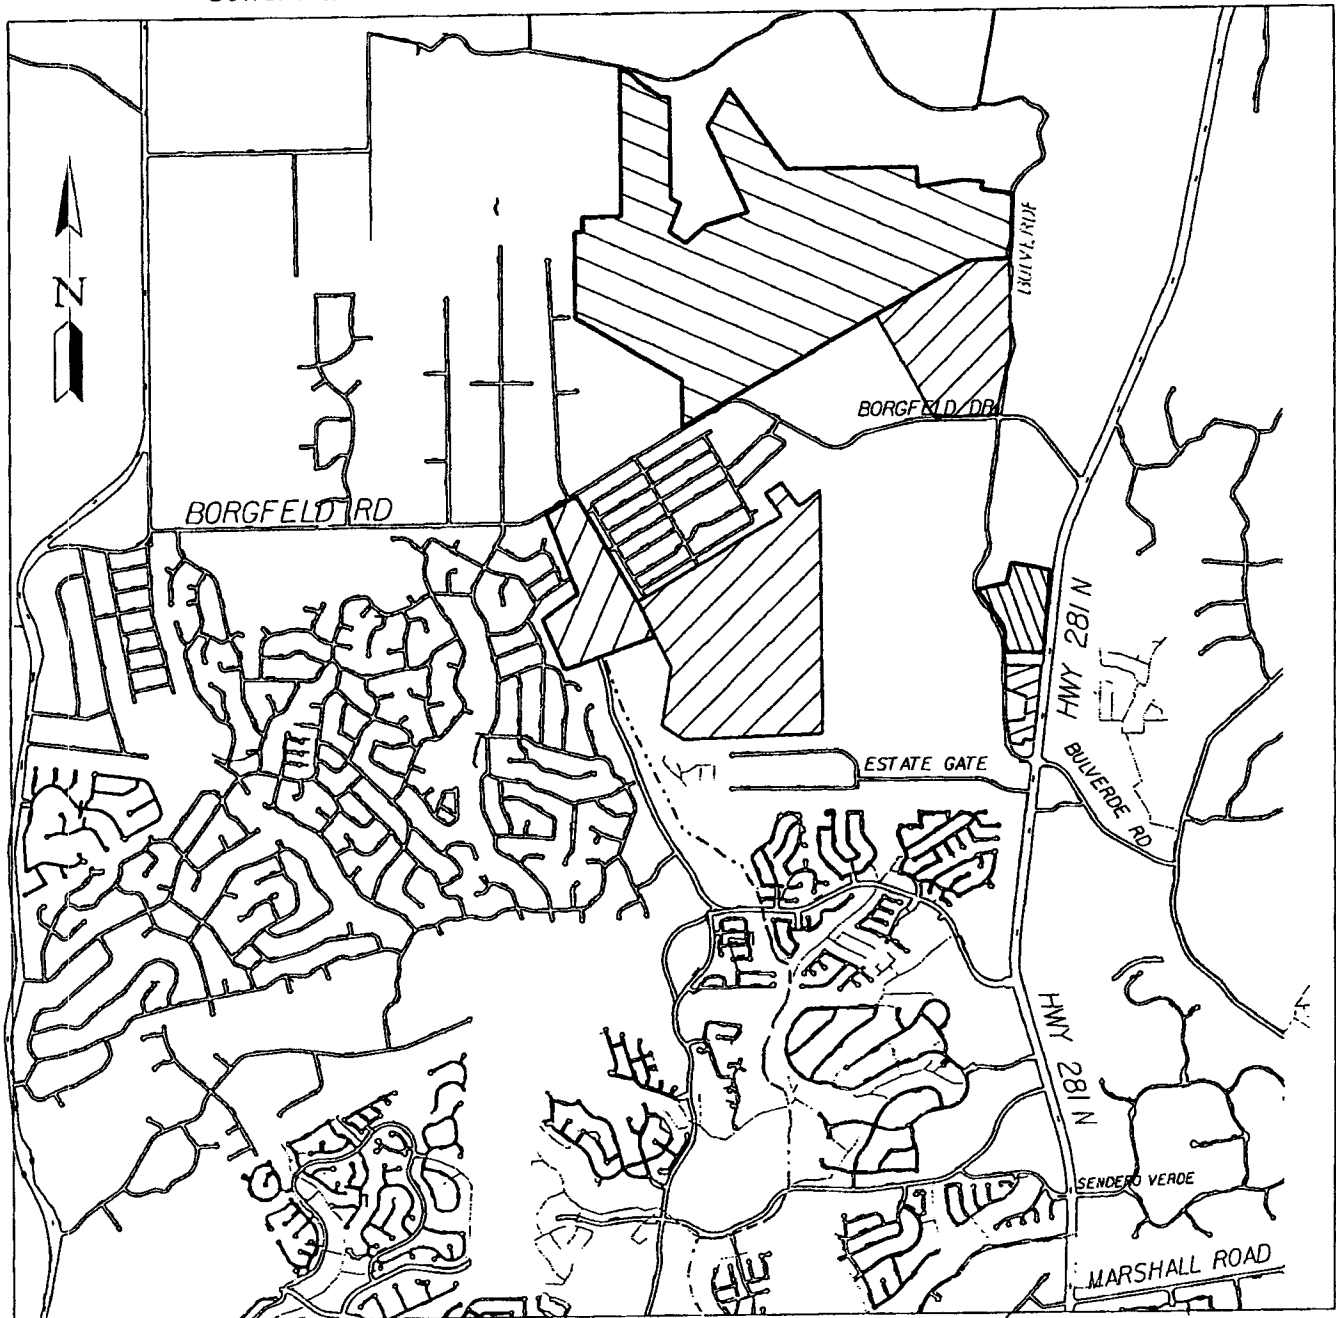 N
BULVERDE
BORGFELD DR
BORGFELD RD
HWY 281 N
ESTATE GATE
BULVERDE RD
HWY 281 N
SENDERO VERDE
MARSHALL ROAD